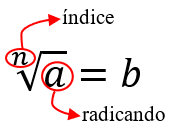 índice
ⁿ√a = b
radicando